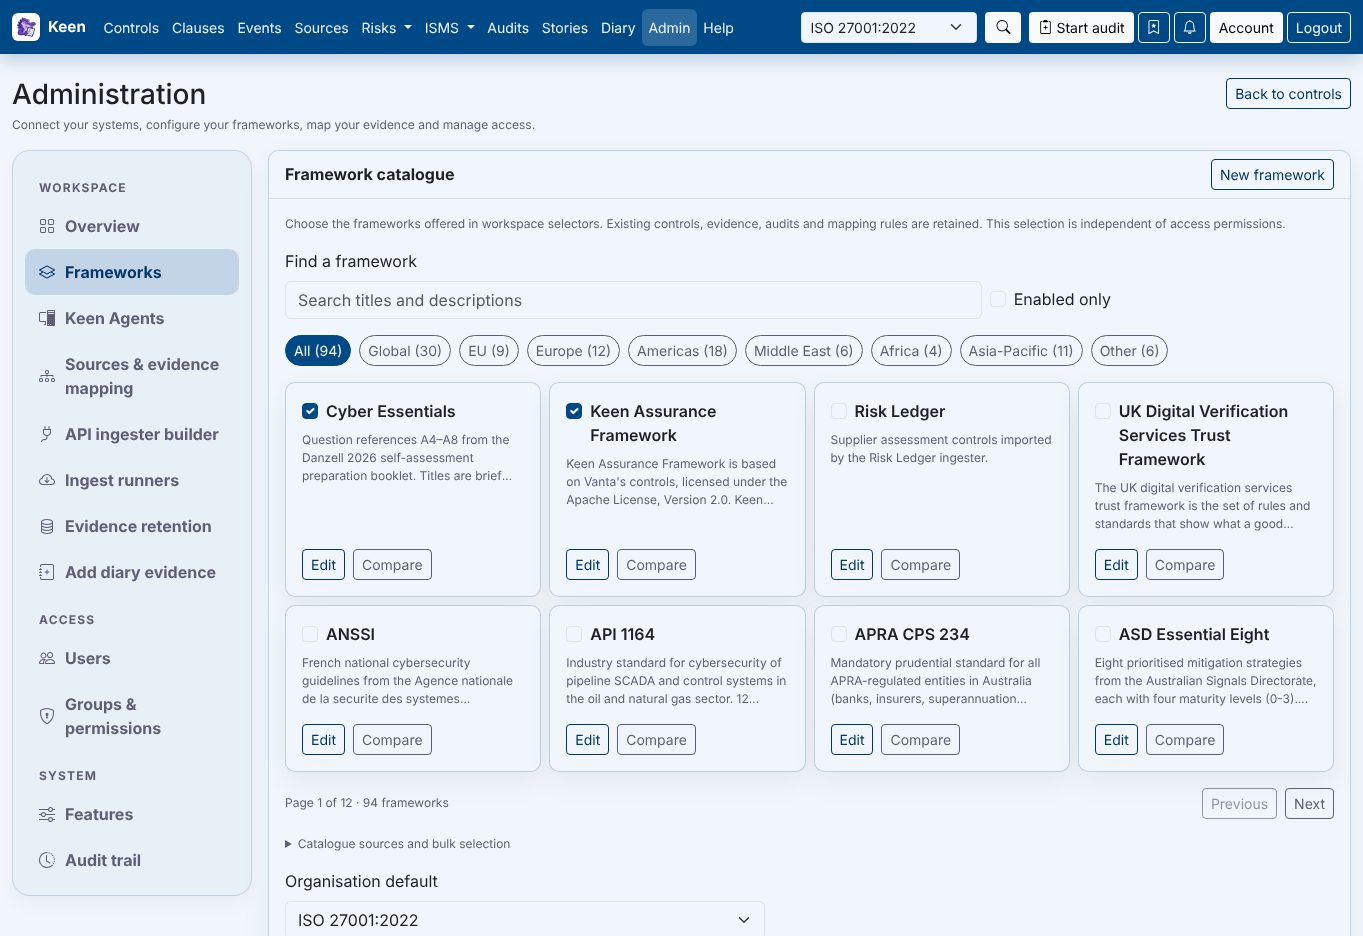 Keen
Controls
Clauses
Events
Sources
Risks
ISMS
Audits
Stories
Diary
Admin
Help
ISO 27001:2022
Start audit
Account
Logout
Administration
Back to controls
Connect your systems, configure your frameworks, map your evidence and manage access.
WORKSPACE
Overview
Frameworks
Keen Agents
Sources & evidence
mapping
API ingester builder
Ingest runners
Evidence retention
Add diary evidence
ACCESS
Users
Groups &
permissions
SYSTEM
Features
Audit trail
Framework catalogue
New framework
Choose the frameworks offered in workspace selectors. Existing controls, evidence, audits and mapping rules are retained. This selection is independent of access permissions.
Find a framework
Search titles and descriptions
Enabled only
All (94)
Global (30)
EU (9)
Europe (12)
Americas (18)
Middle East (6)
Africa (4)
Asia-Pacific (11)
Other (6)
Cyber Essentials
Question references A4–A8 from the
Danzell 2026 self-assessment
preparation booklet. Titles are brief...
Edit
Compare
Keen Assurance
Framework
Keen Assurance Framework is based
on Vanta's controls, licensed under the
Apache License, Version 2.0. Keen...
Edit
Compare
Risk Ledger
Supplier assessment controls imported
by the Risk Ledger ingester.
Edit
Compare
UK Digital Verification
Services Trust
Framework
The UK digital verification services
trust framework is the set of rules and
standards that show what a good...
Edit
Compare
ANSSI
French national cybersecurity
guidelines from the Agence nationale
de la securite des systemes...
Edit
Compare
API 1164
Industry standard for cybersecurity of
pipeline SCADA and control systems in
the oil and natural gas sector. 12...
Edit
Compare
APRA CPS 234
Mandatory prudential standard for all
APRA-regulated entities in Australia
(banks, insurers, superannuation...
Edit
Compare
ASD Essential Eight
Eight prioritised mitigation strategies
from the Australian Signals Directorate,
each with four maturity levels (0-3)....
Edit
Compare
Page 1 of 12 · 94 frameworks
Previous
Next
Catalogue sources and bulk selection
Organisation default
ISO 27001:2022